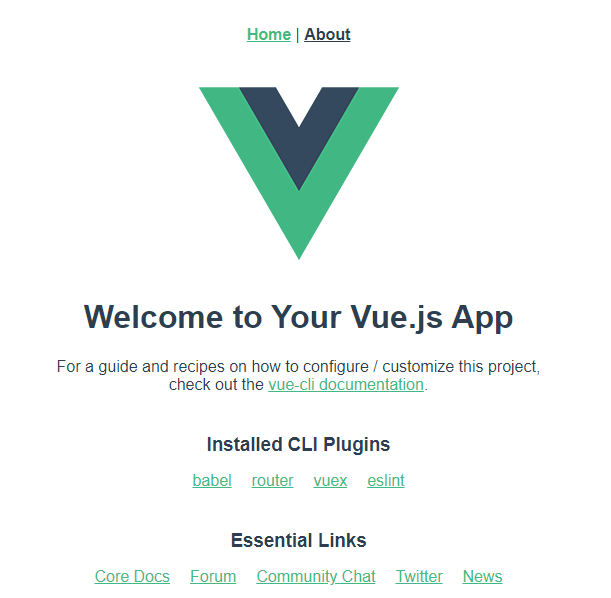 Home | About
Welcome to Your Vue.js App
For a guide and recipes on how to configure / customize this project,
check out the vue-cli documentation.
Installed CLI Plugins
babel router vuex eslint
Essential Links
Core Docs Forum Community Chat Twitter News